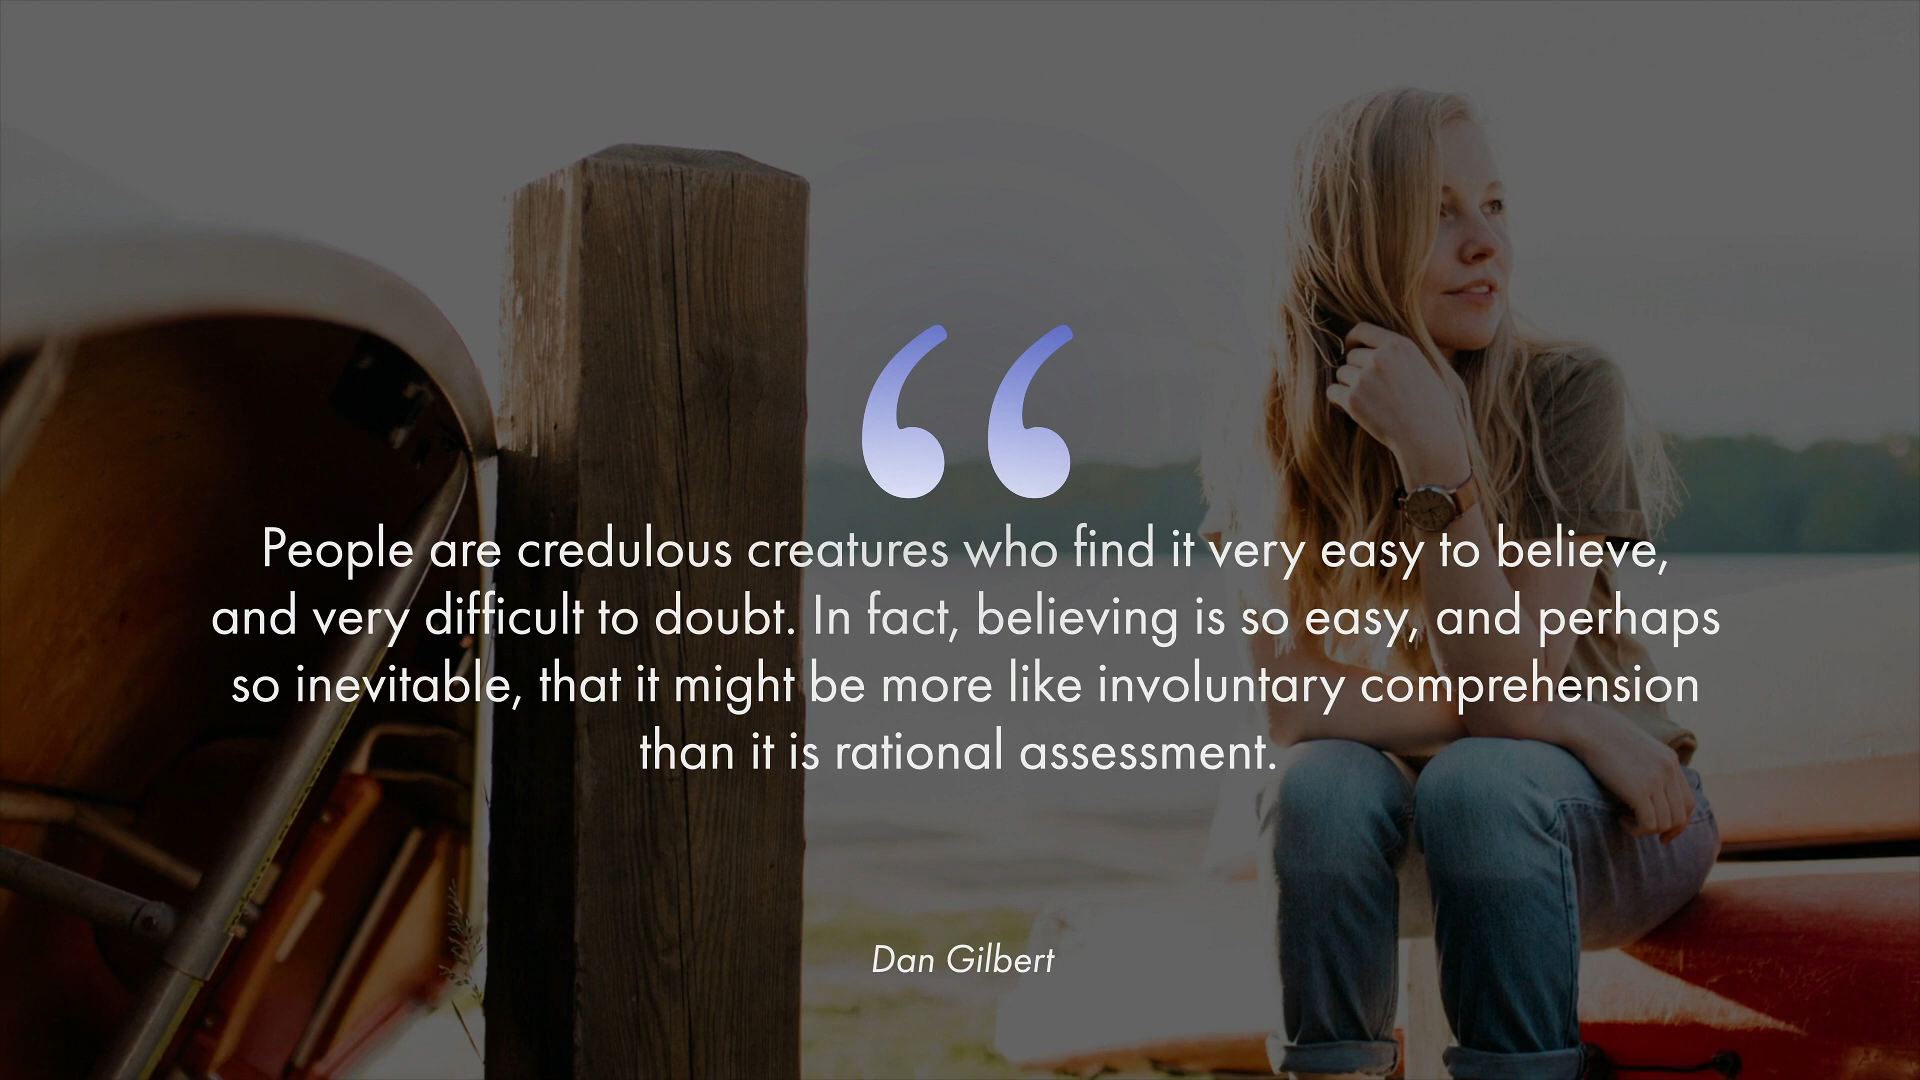 “
People are credulous creatures who find it very easy to believe,
and very difficult to doubt. In fact, believing is so easy, and perhaps
so inevitable, that it might be more like involuntary comprehension
than it is rational assessment.
Dan Gilbert